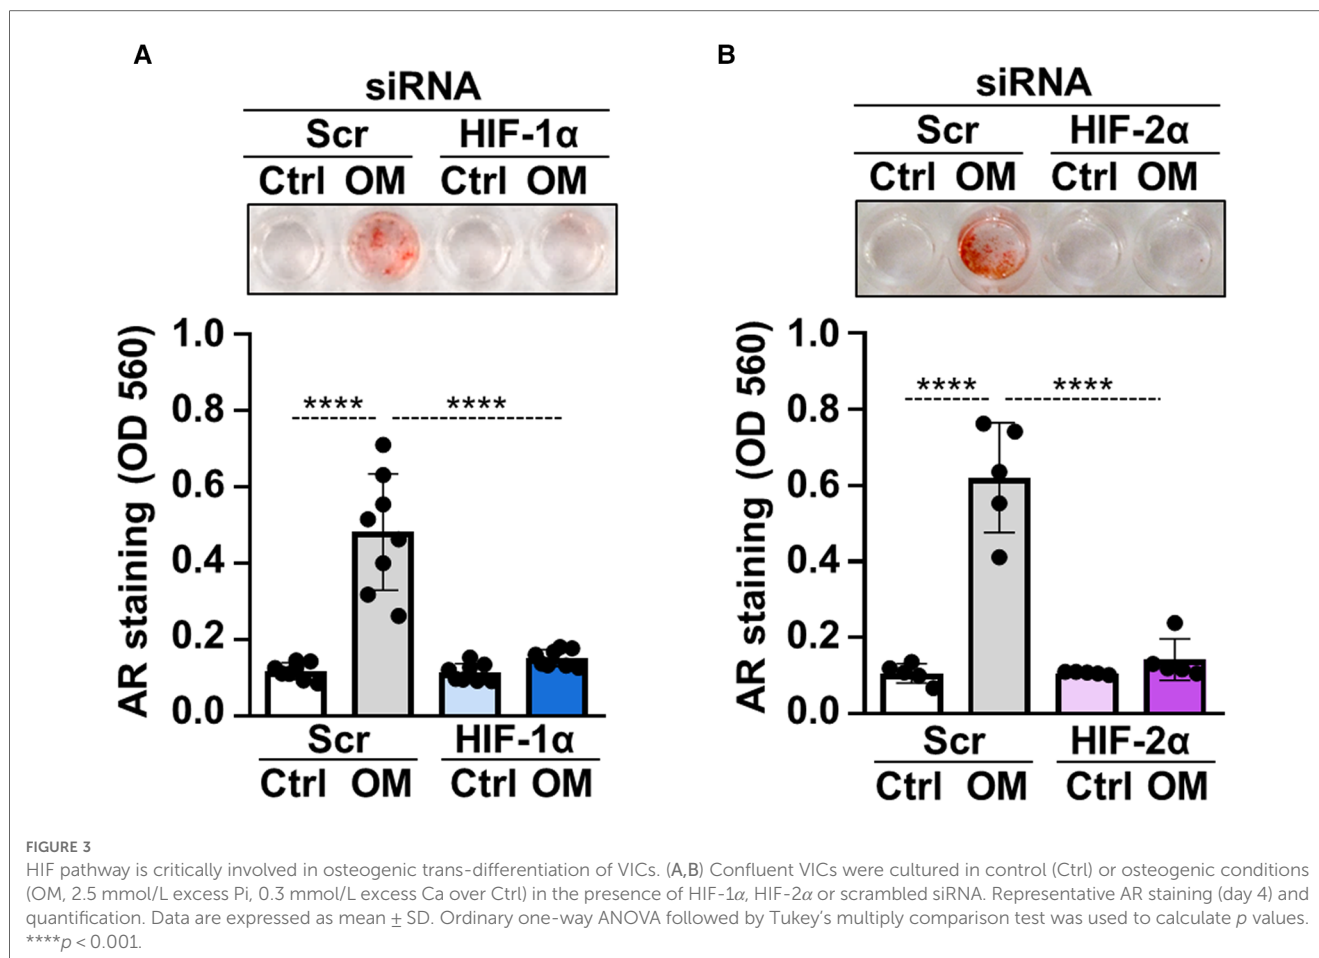 A
siRNA
Scr HIF-1α
Ctrl OM Ctrl OM
AR staining (OD 560)
1.0
0.8
0.6
0.4
0.2
0.0
**** ****
Scr HIF-1α
Ctrl OM Ctrl OM
B
siRNA
Scr HIF-2α
Ctrl OM Ctrl OM
AR staining (OD 560)
1.0
0.8
0.6
0.4
0.2
0.0
**** ****
Scr HIF-2α
Ctrl OM Ctrl OM
FIGURE 3
HIF pathway is critically involved in osteogenic trans-differentiation of VICs. (A,B) Confluent VICs were cultured in control (Ctrl) or osteogenic conditions
(OM, 2.5 mmol/L excess Pi, 0.3 mmol/L excess Ca over Ctrl) in the presence of HIF-1α, HIF-2α or scrambled siRNA. Representative AR staining (day 4) and
quantification. Data are expressed as mean ± SD. Ordinary one-way ANOVA followed by Tukey's multiply comparison test was used to calculate p values.
****p < 0.001.